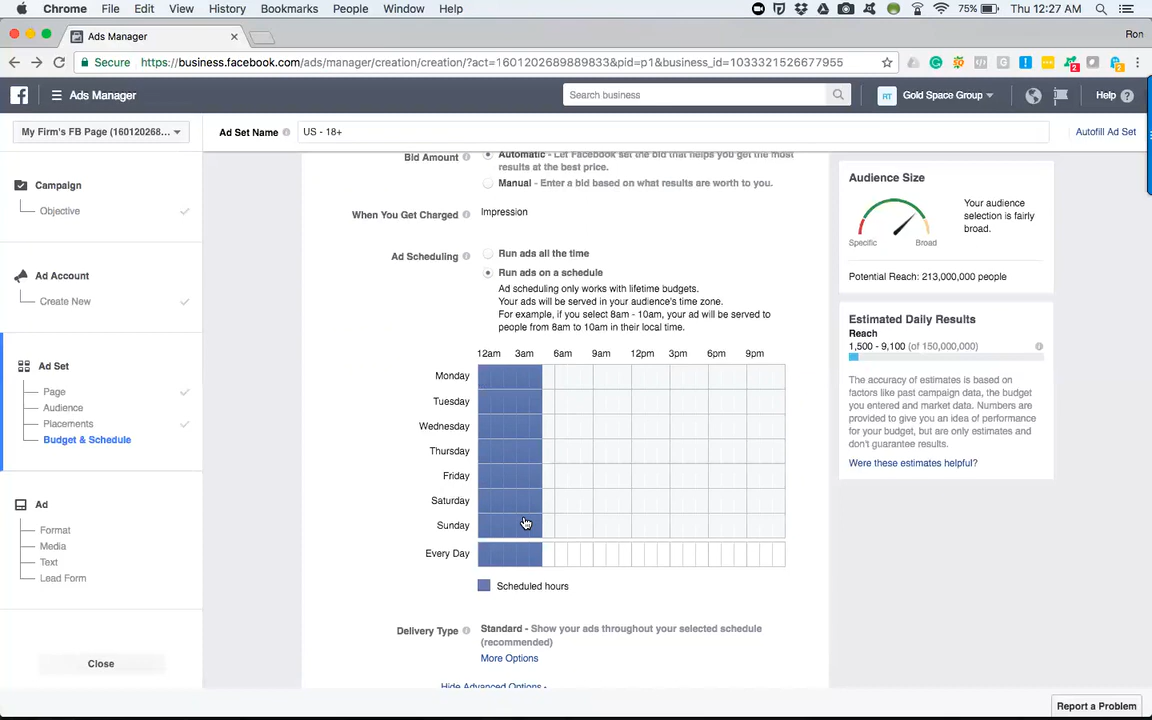 Chrome File Edit View History Bookmarks People Window Help 75% Thu 12:27 AM
Ads Manager Ron
Secure https://business.facebook.com/ads/manager/creation/creation/?act=1601202689889833&pid=p1&business_id=1033321526677955
Ads Manager Search business RT Gold Space Group Help
My Firm's FB Page (160120268... Ad Set Name US - 18+ Autofill Ad Set
Campaign
Objective
Ad Account
Create New
Ad Set
Page
Audience
Placements
Budget & Schedule
Ad
Format
Media
Text
Lead Form
Close
Bid Amount Automatic - Let Facebook set the bid that helps you get the most
results at the best price.
Manual - Enter a bid based on what results are worth to you.
When You Get Charged Impression
Ad Scheduling Run ads all the time
Run ads on a schedule
Ad scheduling only works with lifetime budgets.
Your ads will be served in your audience's time zone.
For example, if you select 8am - 10am, your ad will be served to
people from 8am to 10am in their local time.
12am 3am 6am 9am 12pm 3pm 6pm 9pm
Monday
Tuesday
Wednesday
Thursday
Friday
Saturday
Sunday
Every Day
Scheduled hours
Delivery Type Standard - Show your ads throughout your selected schedule
(recommended)
More Options
Hide Advanced Options
Audience Size
Your audience
selection is fairly
broad.
Specific Broad
Potential Reach: 213,000,000 people
Estimated Daily Results
Reach
1,500 - 9,100 (of 150,000,000)
The accuracy of estimates is based on
factors like past campaign data, the budget
you entered and market data. Numbers are
provided to give you an idea of performance
for your budget, but are only estimates and
don't guarantee results.
Were these estimates helpful?
Report a Problem